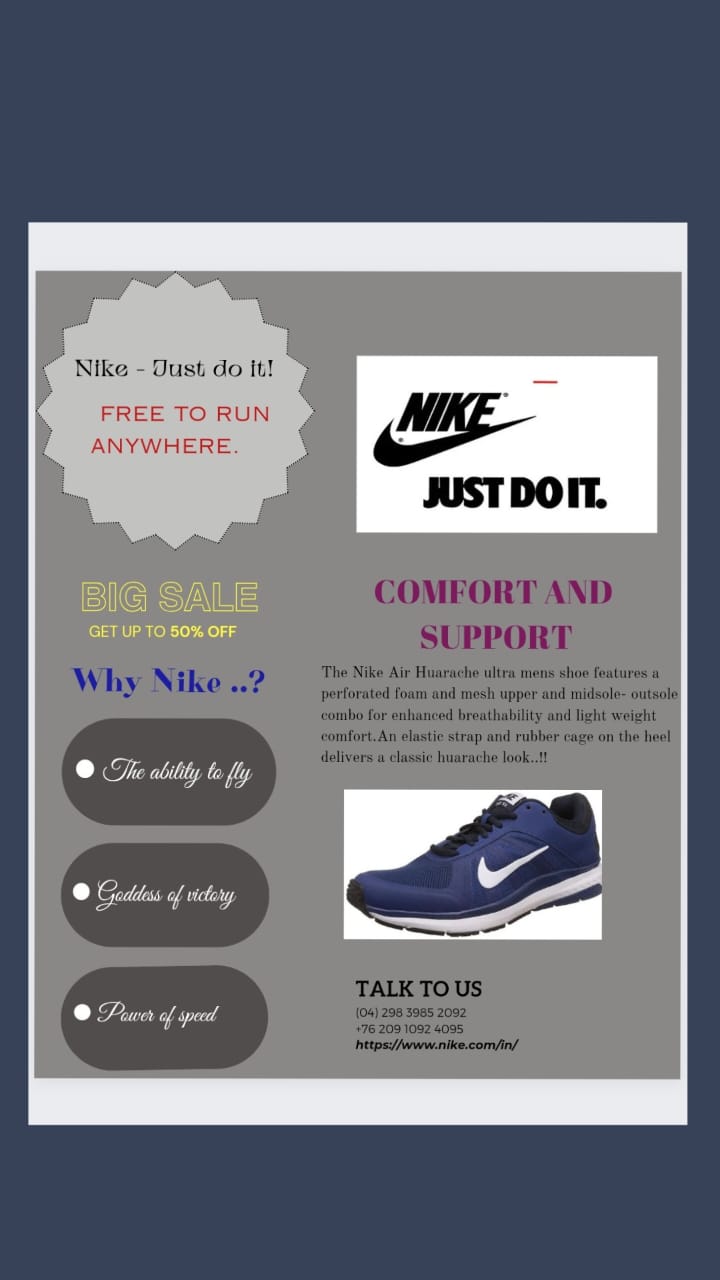 Nike - Just do it!
FREE TO RUN
ANYWHERE.
NIKE
JUST DO IT.
BIG SALE
GET UP TO 50% OFF
Why Nike ..?
The ability to fly
Goddess of victory
Power of speed
COMFORT AND
SUPPORT
The Nike Air Huarache ultra mens shoe features a
perforated foam and mesh upper and midsole- outsole
combo for enhanced breathability and light weight
comfort.An elastic strap and rubber cage on the heel
delivers a classic huarache look..!!
TALK TO US
(04) 298 3985 2092
+76 209 1092 4095
https://www.nike.com/in/